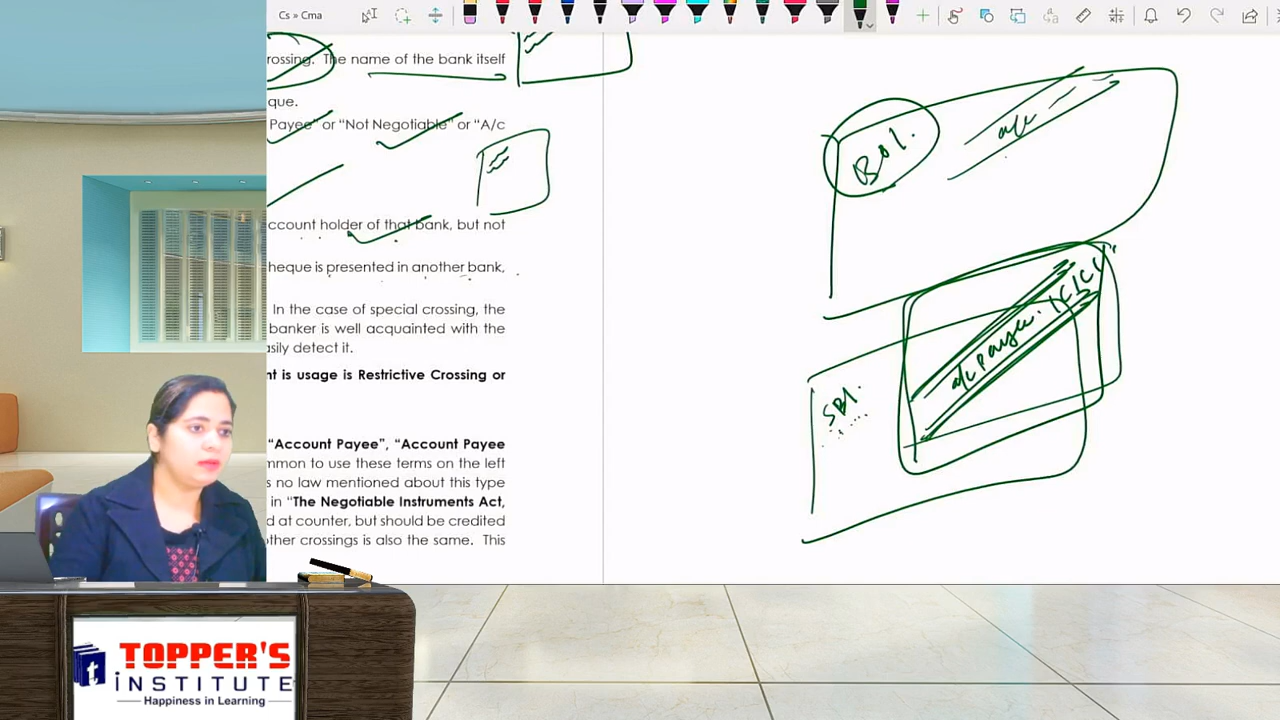 Cs » Cma
rossing. The name of the bank itself
que.
Payee" or "Not Negotiable" or "A/c
ccount holder of that bank, but not
heque is presented in another bank,
In the case of special crossing, the
banker is well acquainted with the
asily detect it.
nt is usage is Restrictive Crossing or
"Account Payee", "Account Payee
mmon to use these terms on the left
s no law mentioned about this type
in "The Negotiable Instruments Act,
d at counter, but should be credited
other crossings is also the same. This
BOI.
a/c
a/c payee. ICICI
SBI.
t
TOPPER'S
INSTITUTE
Happiness in Learning